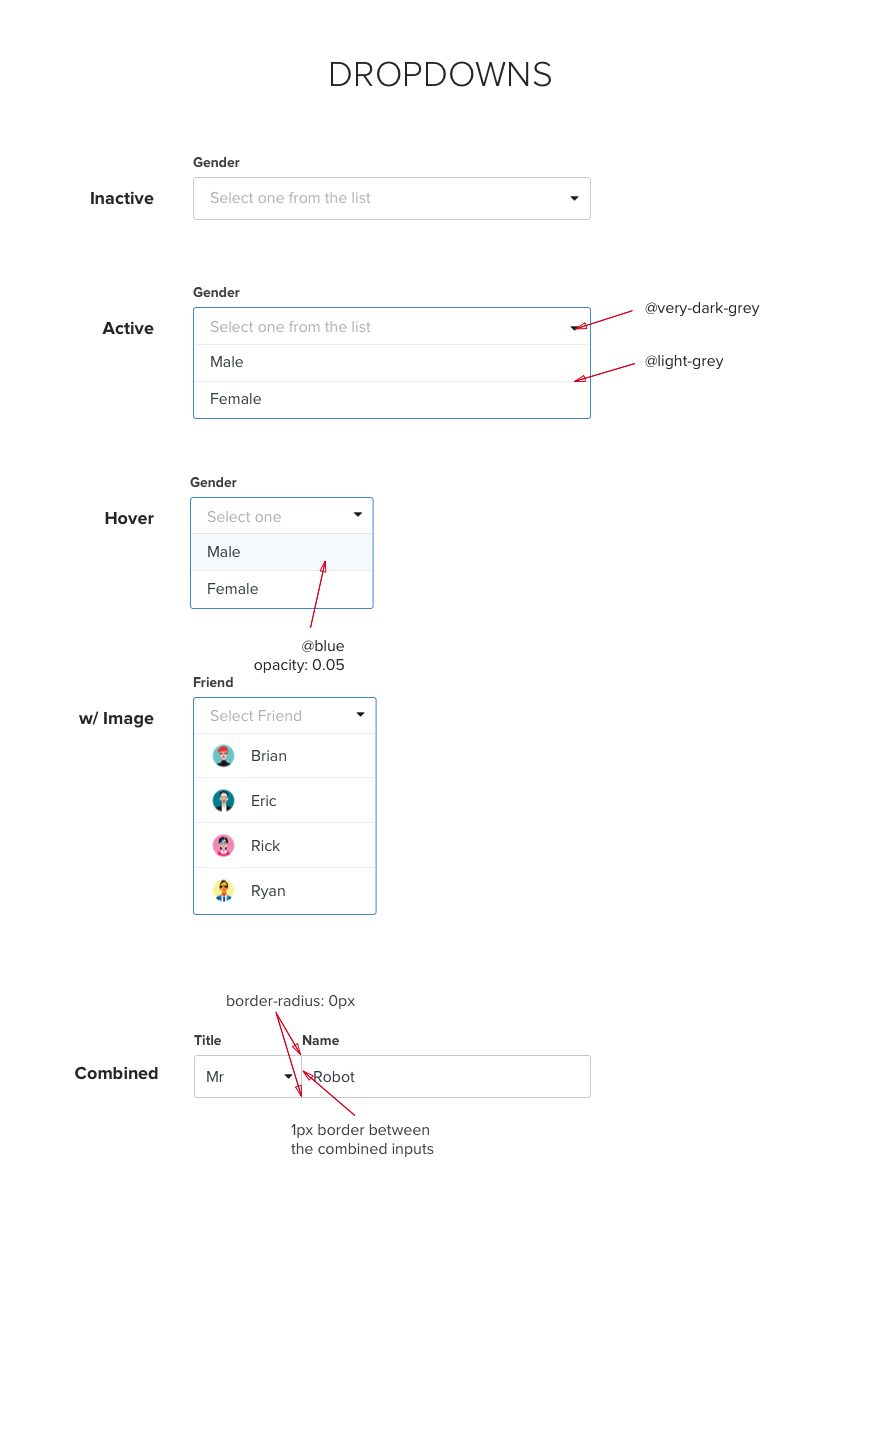 DROPDOWNS
Gender
Inactive
Select one from the list
Gender
Active
Select one from the list
@very-dark-grey
Male
@light-grey
Female
Gender
Hover
Select one
Male
Female
@blue
opacity: 0.05
Friend
w/ Image
Select Friend
Brian
Eric
Rick
Ryan
border-radius: 0px
Title
Name
Combined
Mr
Robot
1px border between
the combined inputs